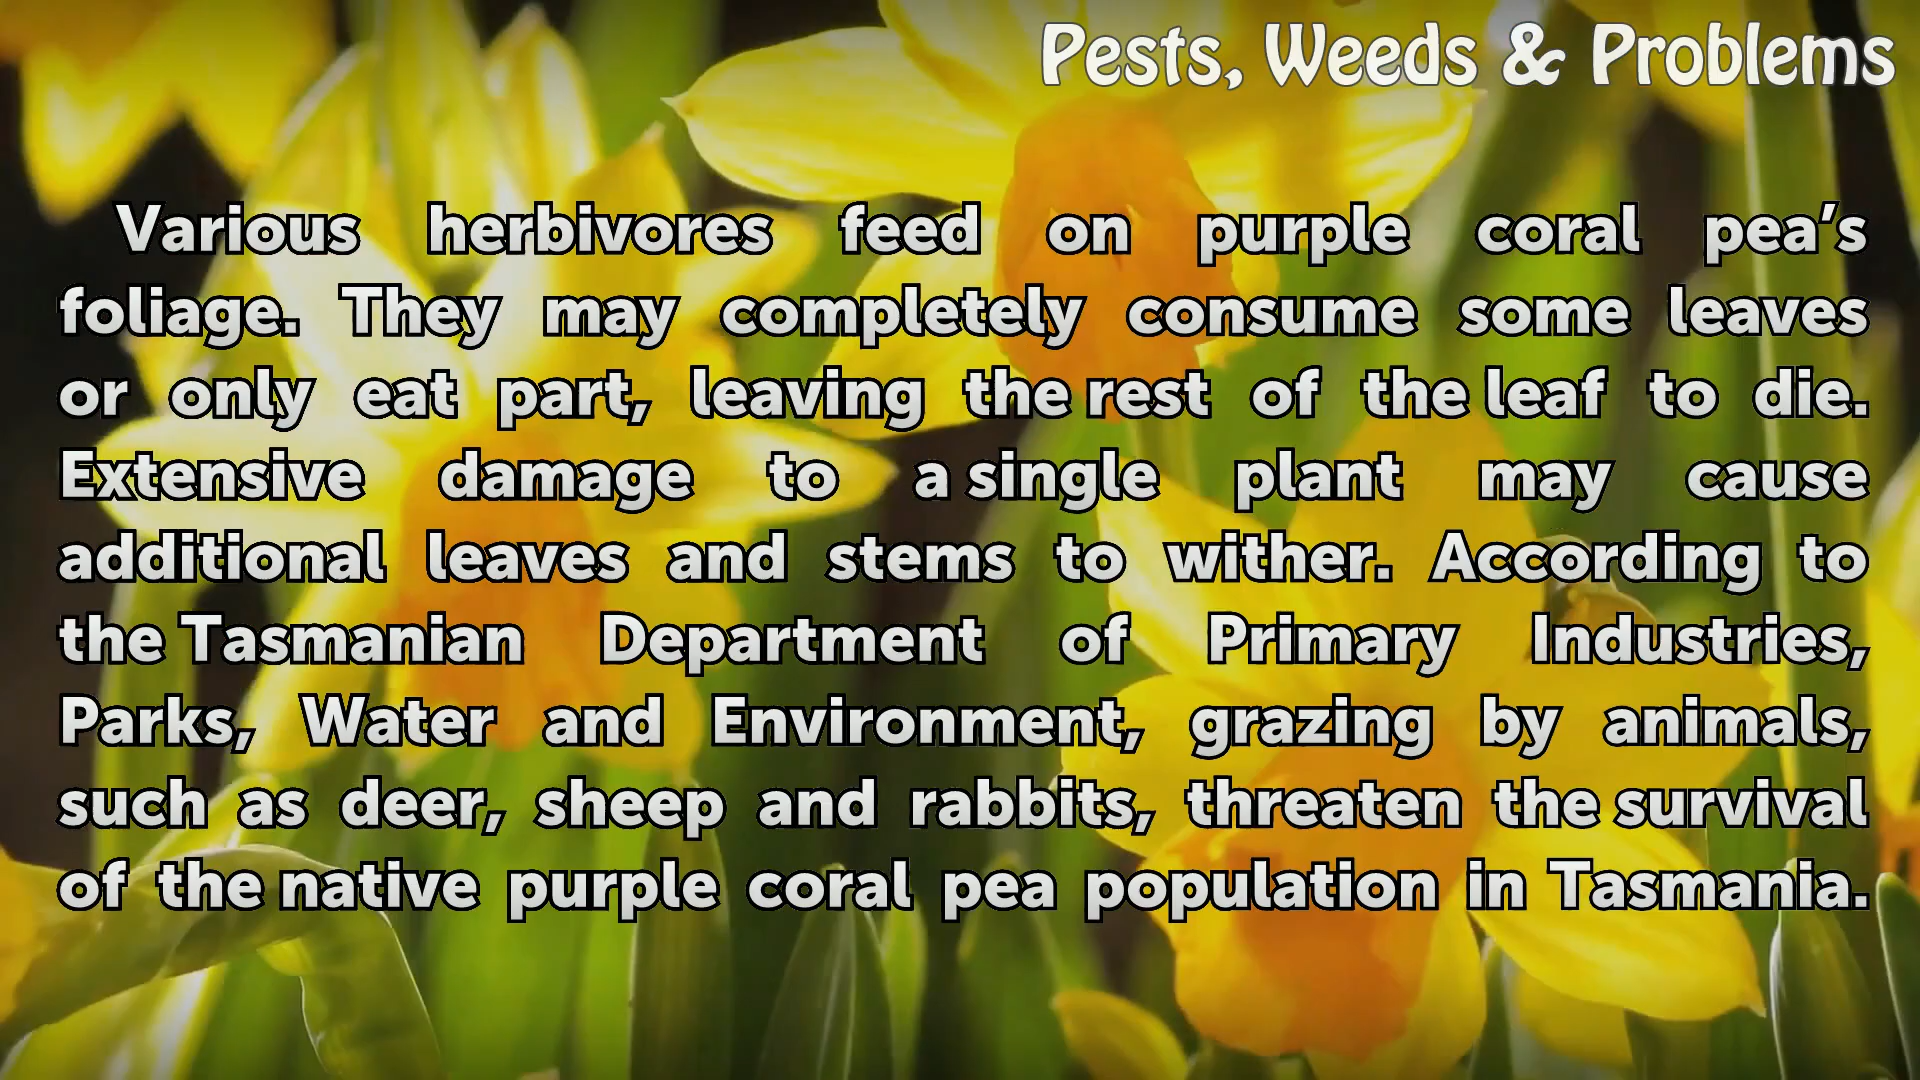 Pests, Weeds & Problems
Various herbivores feed on purple coral pea’s
foliage. They may completely consume some leaves
or only eat part, leaving the rest of the leaf to die.
Extensive damage to a single plant may cause
additional leaves and stems to wither. According to
the Tasmanian Department of Primary Industries,
Parks, Water and Environment, grazing by animals,
such as deer, sheep and rabbits, threaten the survival
of the native purple coral pea population in Tasmania.